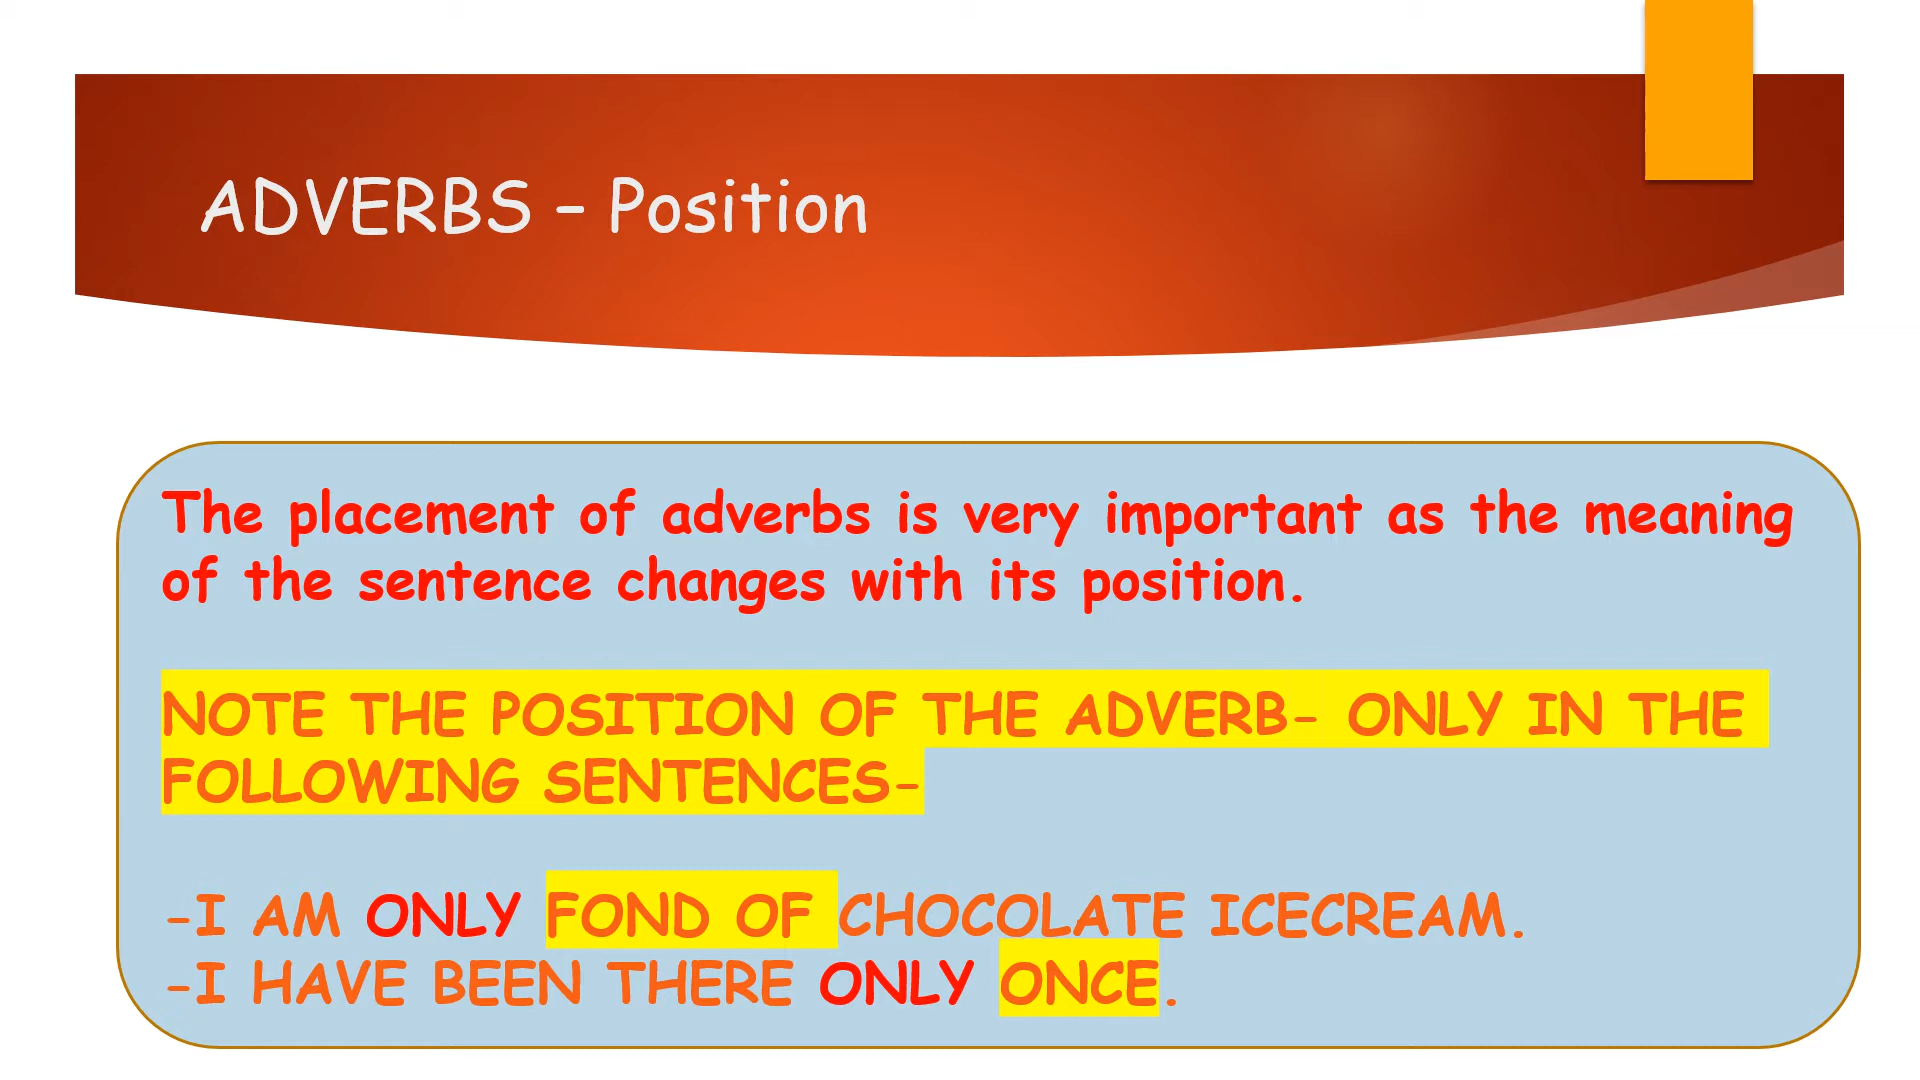 ADVERBS – Position
The placement of adverbs is very important as the meaning
of the sentence changes with its position.
NOTE THE POSITION OF THE ADVERB- ONLY IN THE
FOLLOWING SENTENCES-
-I AM ONLY FOND OF CHOCOLATE ICECREAM.
-I HAVE BEEN THERE ONLY ONCE.